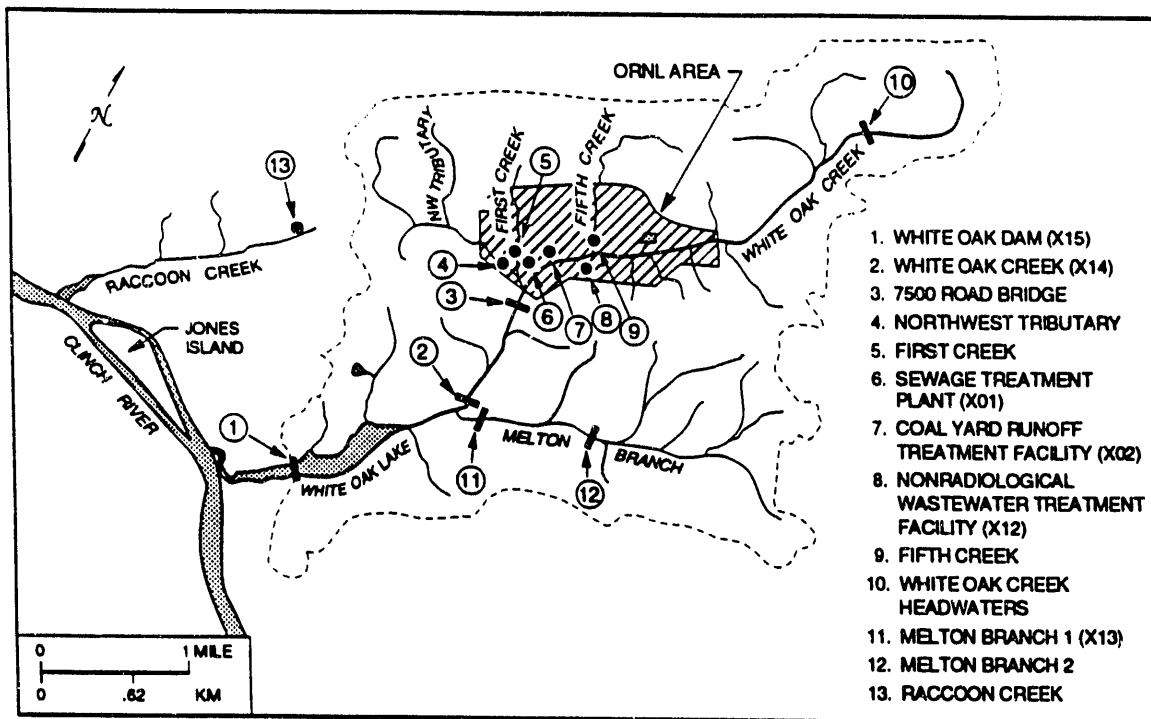 ORNL AREA
10
N
NW TRIBUTARY
FIRST CREEK
5
FIFTH CREEK
13
WHITE OAK CREEK
RACCOON CREEK
4
3
6
7
8
9
JONES
ISLAND
CLINCH RIVER
2
1
MELTON BRANCH
WHITE OAK LAKE
11
12
0 1 MILE
0 .62 KM
1. WHITE OAK DAM (X15)
2. WHITE OAK CREEK (X14)
3. 7500 ROAD BRIDGE
4. NORTHWEST TRIBUTARY
5. FIRST CREEK
6. SEWAGE TREATMENT
PLANT (X01)
7. COAL YARD RUNOFF
TREATMENT FACILITY (X02)
8. NONRADIOLOGICAL
WASTEWATER TREATMENT
FACILITY (X12)
9. FIFTH CREEK
10. WHITE OAK CREEK
HEADWATERS
11. MELTON BRANCH 1 (X13)
12. MELTON BRANCH 2
13. RACCOON CREEK